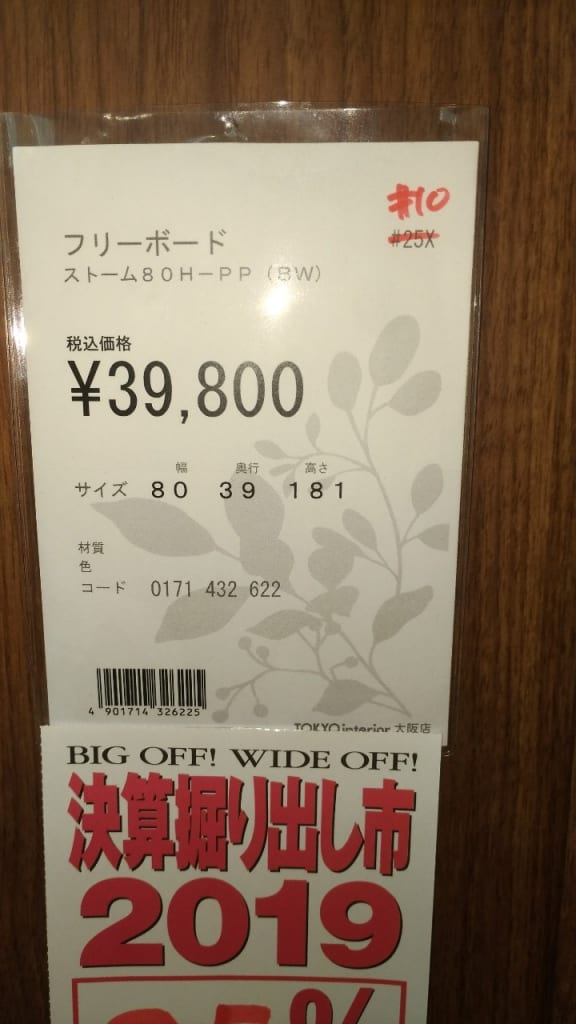 #10
#25X
フリーボード
ストーム80H-PP(BW)
税込価格
¥39,800
幅 奥行 高さ
サイズ 80 39 181
材質
色
コード 0171 432 622
4 901714 326225
TOKYO interior 大阪店
BIG OFF! WIDE OFF!
決算掘り出し市
2019
%